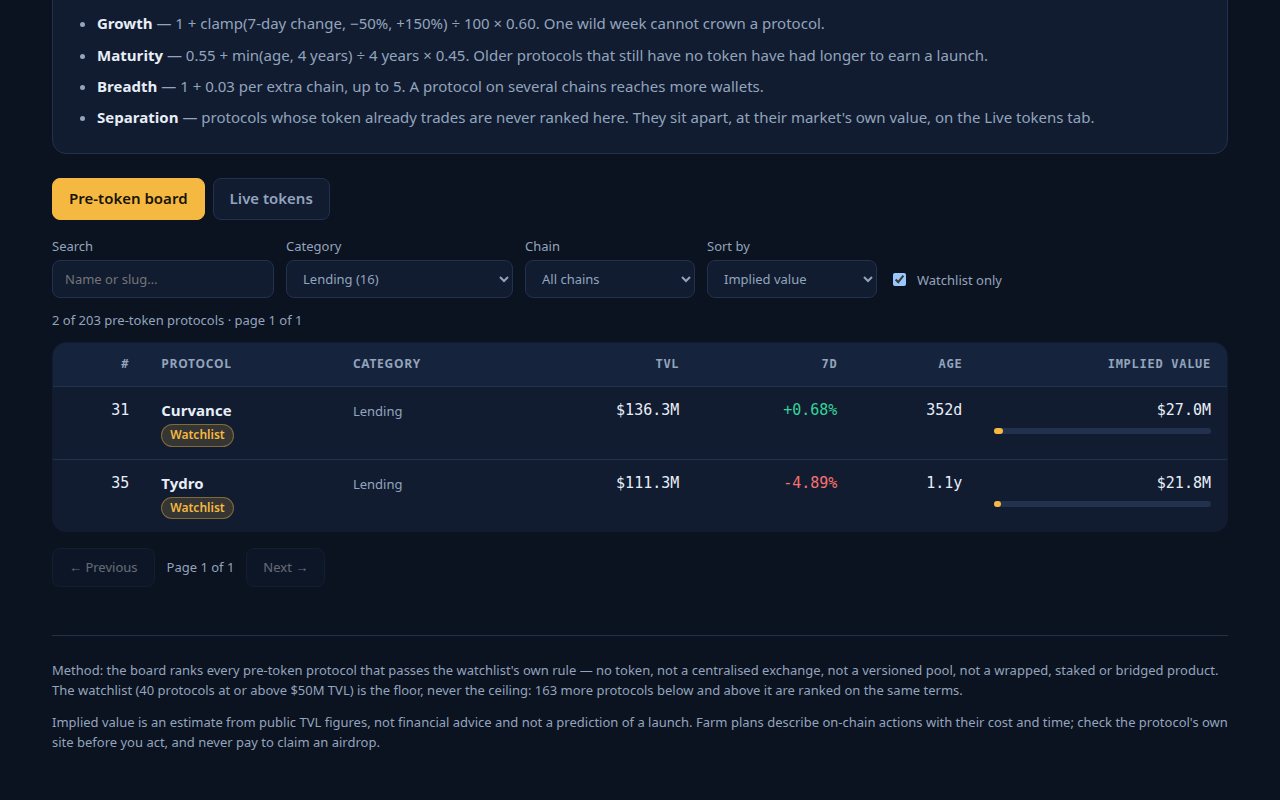 Growth — 1 + clamp(7-day change, −50%, +150%) ÷ 100 × 0.60. One wild week cannot crown a protocol.
Maturity — 0.55 + min(age, 4 years) ÷ 4 years × 0.45. Older protocols that still have no token have had longer to earn a launch.
Breadth — 1 + 0.03 per extra chain, up to 5. A protocol on several chains reaches more wallets.
Separation — protocols whose token already trades are never ranked here. They sit apart, at their market's own value, on the Live tokens tab.
Pre-token board Live tokens
Search Category Chain Sort by
Name or slug... Lending (16) All chains Implied value Watchlist only
2 of 203 pre-token protocols · page 1 of 1
# PROTOCOL CATEGORY TVL 7D AGE IMPLIED VALUE
31 Curvance Lending $136.3M +0.68% 352d $27.0M
Watchlist
35 Tydro Lending $111.3M -4.89% 1.1y $21.8M
Watchlist
← Previous Page 1 of 1 Next →
Method: the board ranks every pre-token protocol that passes the watchlist's own rule — no token, not a centralised exchange, not a versioned pool, not a wrapped, staked or bridged product.
The watchlist (40 protocols at or above $50M TVL) is the floor, never the ceiling: 163 more protocols below and above it are ranked on the same terms.
Implied value is an estimate from public TVL figures, not financial advice and not a prediction of a launch. Farm plans describe on-chain actions with their cost and time; check the protocol's own
site before you act, and never pay to claim an airdrop.